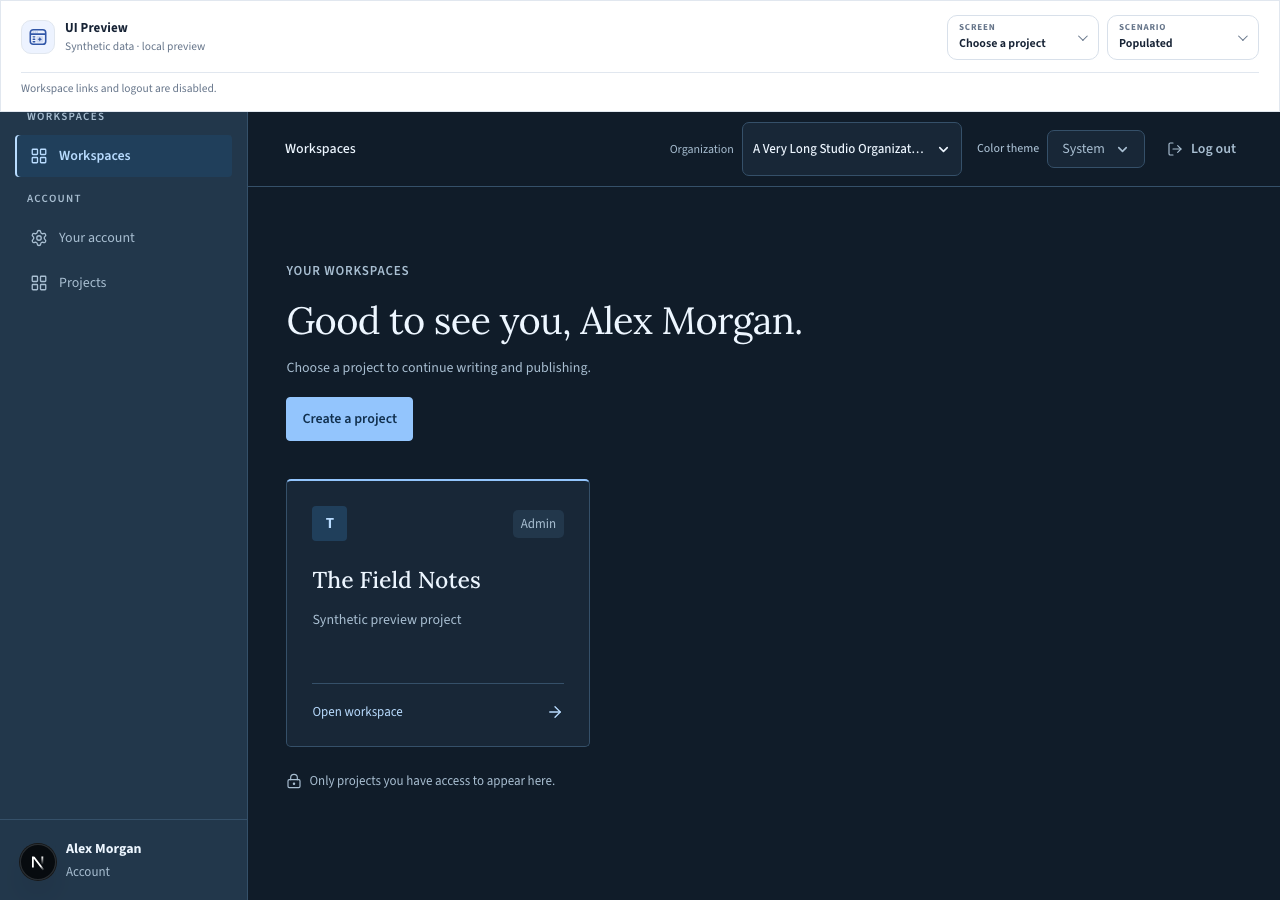 UI Preview
Synthetic data · local preview
SCREEN
Choose a project
SCENARIO
Populated
Workspace links and logout are disabled.
WORKSPACES
Workspaces
ACCOUNT
Your account
Projects
Alex Morgan
Account
Workspaces
Organization
A Very Long Studio Organizat…
Color theme
System
Log out
YOUR WORKSPACES
Good to see you, Alex Morgan.
Choose a project to continue writing and publishing.
Create a project
T
Admin
The Field Notes
Synthetic preview project
Open workspace
Only projects you have access to appear here.
N